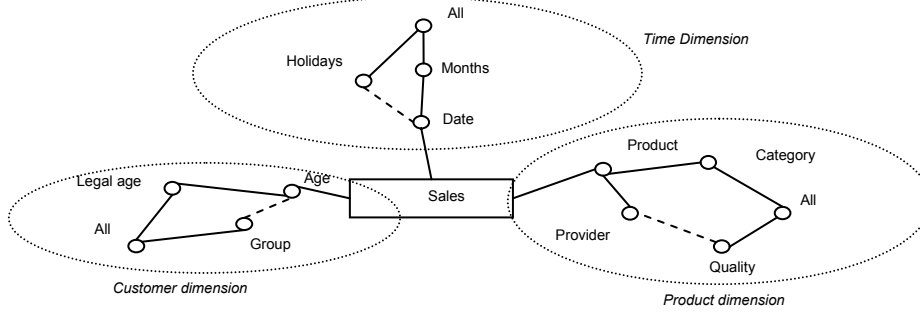 All
Time Dimension
Holidays
Months
Date
Product
Category
Legal age
Age
Sales
All
All
Provider
Group
Quality
Customer dimension
Product dimension